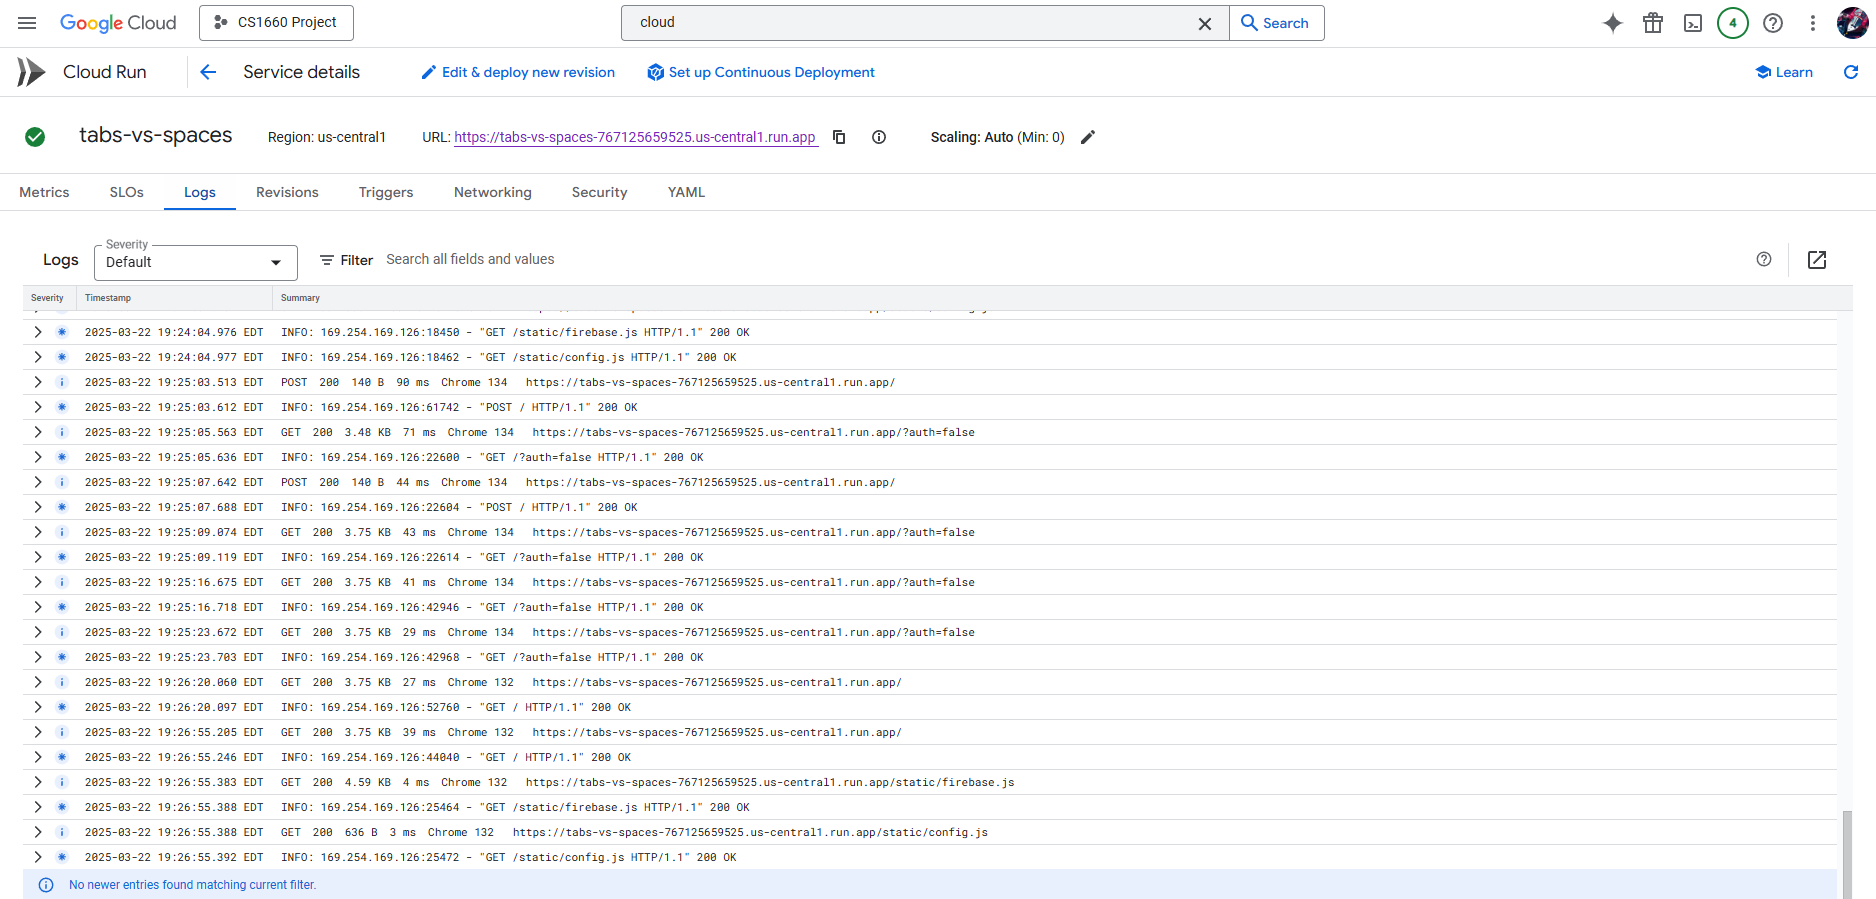 Google Cloud CS1660 Project cloud Search 4
Cloud Run Service details Edit & deploy new revision Set up Continuous Deployment Learn
tabs-vs-spaces Region: us-central1 URL: https://tabs-vs-spaces-767125659525.us-central1.run.app Scaling: Auto (Min: 0)
Metrics SLOs Logs Revisions Triggers Networking Security YAML
Logs Severity Default Filter Search all fields and values
Severity Timestamp Summary
2025-03-22 19:24:04.976 EDT INFO: 169.254.169.126:18450 - "GET /static/firebase.js HTTP/1.1" 200 OK
2025-03-22 19:24:04.977 EDT INFO: 169.254.169.126:18462 - "GET /static/config.js HTTP/1.1" 200 OK
2025-03-22 19:25:03.513 EDT POST 200 140 B 90 ms Chrome 134 https://tabs-vs-spaces-767125659525.us-central1.run.app/
2025-03-22 19:25:03.612 EDT INFO: 169.254.169.126:61742 - "POST / HTTP/1.1" 200 OK
2025-03-22 19:25:05.563 EDT GET 200 3.48 KB 71 ms Chrome 134 https://tabs-vs-spaces-767125659525.us-central1.run.app/?auth=false
2025-03-22 19:25:05.636 EDT INFO: 169.254.169.126:22600 - "GET /?auth=false HTTP/1.1" 200 OK
2025-03-22 19:25:07.642 EDT POST 200 140 B 44 ms Chrome 134 https://tabs-vs-spaces-767125659525.us-central1.run.app/
2025-03-22 19:25:07.688 EDT INFO: 169.254.169.126:22604 - "POST / HTTP/1.1" 200 OK
2025-03-22 19:25:09.074 EDT GET 200 3.75 KB 43 ms Chrome 134 https://tabs-vs-spaces-767125659525.us-central1.run.app/?auth=false
2025-03-22 19:25:09.119 EDT INFO: 169.254.169.126:22614 - "GET /?auth=false HTTP/1.1" 200 OK
2025-03-22 19:25:16.675 EDT GET 200 3.75 KB 41 ms Chrome 134 https://tabs-vs-spaces-767125659525.us-central1.run.app/?auth=false
2025-03-22 19:25:16.718 EDT INFO: 169.254.169.126:42946 - "GET /?auth=false HTTP/1.1" 200 OK
2025-03-22 19:25:23.672 EDT GET 200 3.75 KB 29 ms Chrome 134 https://tabs-vs-spaces-767125659525.us-central1.run.app/?auth=false
2025-03-22 19:25:23.703 EDT INFO: 169.254.169.126:42968 - "GET /?auth=false HTTP/1.1" 200 OK
2025-03-22 19:26:20.060 EDT GET 200 3.75 KB 27 ms Chrome 132 https://tabs-vs-spaces-767125659525.us-central1.run.app/
2025-03-22 19:26:20.097 EDT INFO: 169.254.169.126:52760 - "GET / HTTP/1.1" 200 OK
2025-03-22 19:26:55.205 EDT GET 200 3.75 KB 39 ms Chrome 132 https://tabs-vs-spaces-767125659525.us-central1.run.app/
2025-03-22 19:26:55.246 EDT INFO: 169.254.169.126:44040 - "GET / HTTP/1.1" 200 OK
2025-03-22 19:26:55.383 EDT GET 200 4.59 KB 4 ms Chrome 132 https://tabs-vs-spaces-767125659525.us-central1.run.app/static/firebase.js
2025-03-22 19:26:55.388 EDT INFO: 169.254.169.126:25464 - "GET /static/firebase.js HTTP/1.1" 200 OK
2025-03-22 19:26:55.388 EDT GET 200 636 B 3 ms Chrome 132 https://tabs-vs-spaces-767125659525.us-central1.run.app/static/config.js
2025-03-22 19:26:55.392 EDT INFO: 169.254.169.126:25472 - "GET /static/config.js HTTP/1.1" 200 OK
No newer entries found matching current filter.